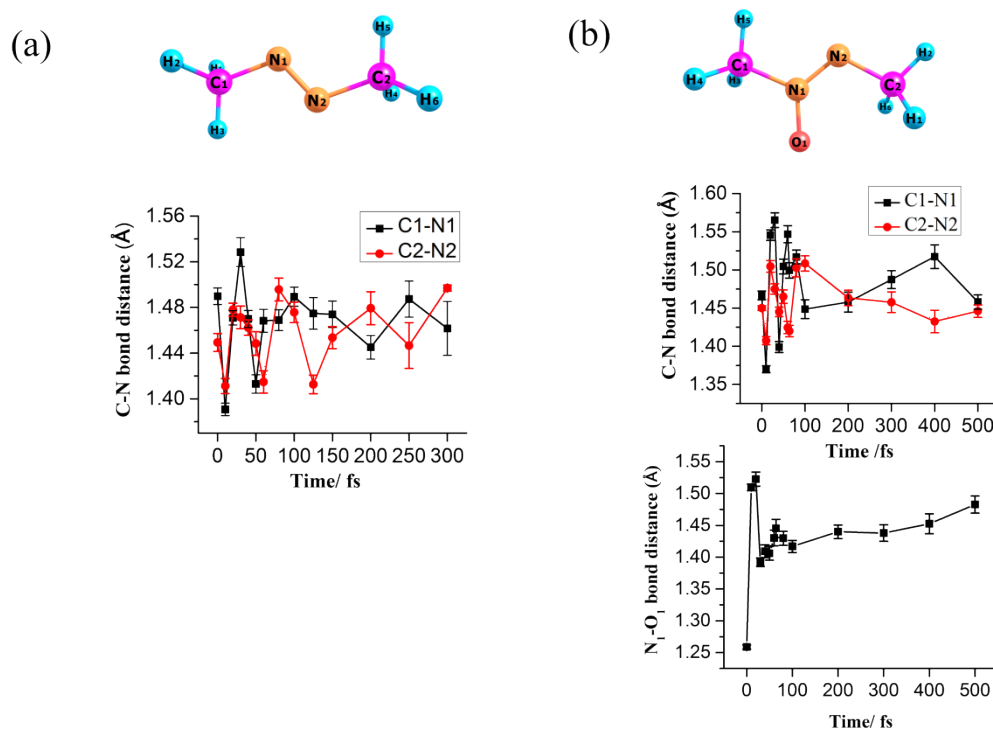 (a)
H2
H1
C1
N1
N2
H3
H5
C2
H4
H6
C-N bond distance (Å)
1.56
1.52
1.48
1.44
1.40
C1-N1
C2-N2
0 50 100 150 200 250 300
Time/ fs
(b)
H5
C1
H4
H3
N1
N2
O1
H2
C2
H6
H1
C-N bond distance (Å)
1.60
1.55
1.50
1.45
1.40
1.35
C1-N1
C2-N2
0 100 200 300 400 500
Time /fs
N1-O1 bond distance (Å)
1.55
1.50
1.45
1.40
1.35
1.30
1.25
0 100 200 300 400 500
Time/ fs